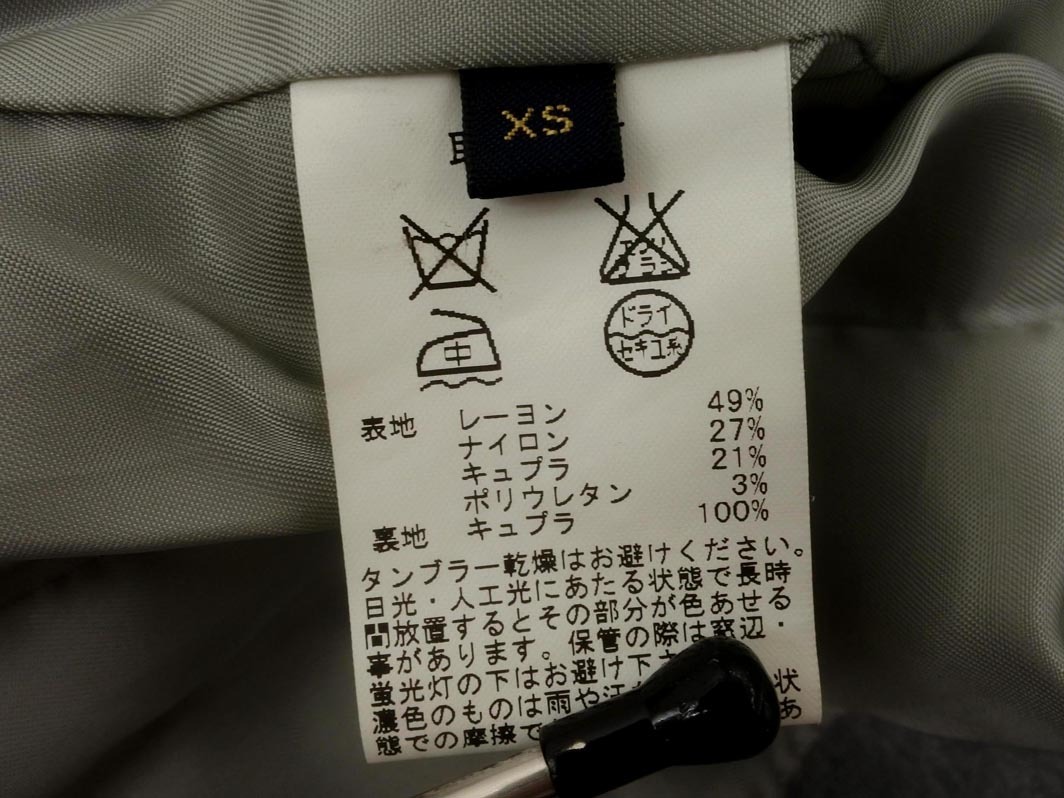 XS
中
ドライ
セキユ系
表地 レーヨン 49%
ナイロン 27%
キュプラ 21%
ポリウレタン 3%
裏地 キュプラ 100%
タンブラー乾燥はお避けください。
日光・人工光にあたる状態で長時
間放置するとその部分が色あせる
事があります。保管の際は窓辺・
蛍光灯の下はお避け下さ
濃色のものは雨や汗 状
態での摩擦で あ